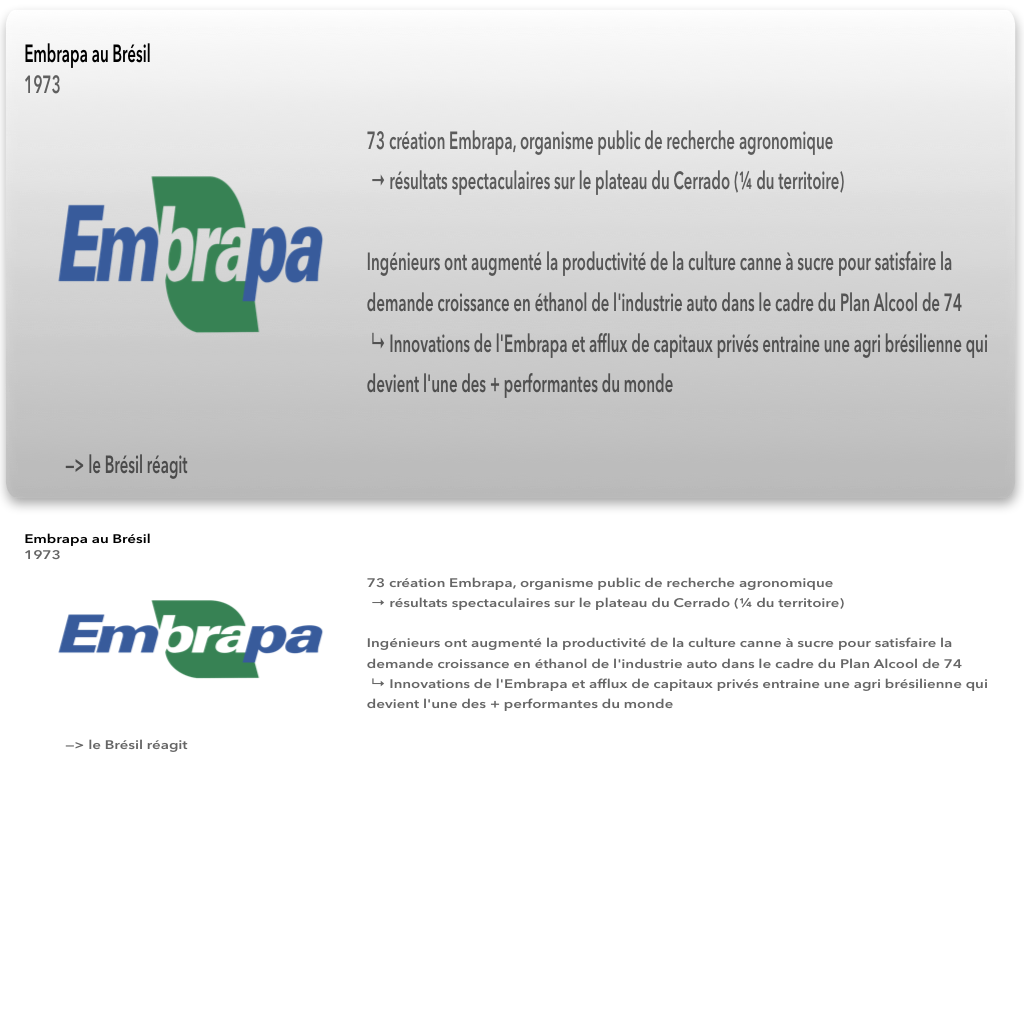 Embrapa au Brésil
1973
73 création Embrapa, organisme public de recherche agronomique
→ résultats spectaculaires sur le plateau du Cerrado (¼ du territoire)
Embrapa
Ingénieurs ont augmenté la productivité de la culture canne à sucre pour satisfaire la
demande croissance en éthanol de l'industrie auto dans le cadre du Plan Alcool de 74
↳ Innovations de l'Embrapa et afflux de capitaux privés entraine une agri brésilienne qui
devient l'une des + performantes du monde
—> le Brésil réagit
Embrapa au Brésil
1973
73 création Embrapa, organisme public de recherche agronomique
→ résultats spectaculaires sur le plateau du Cerrado (¼ du territoire)
Embrapa
Ingénieurs ont augmenté la productivité de la culture canne à sucre pour satisfaire la
demande croissance en éthanol de l'industrie auto dans le cadre du Plan Alcool de 74
↳ Innovations de l'Embrapa et afflux de capitaux privés entraine une agri brésilienne qui
devient l'une des + performantes du monde
—> le Brésil réagit